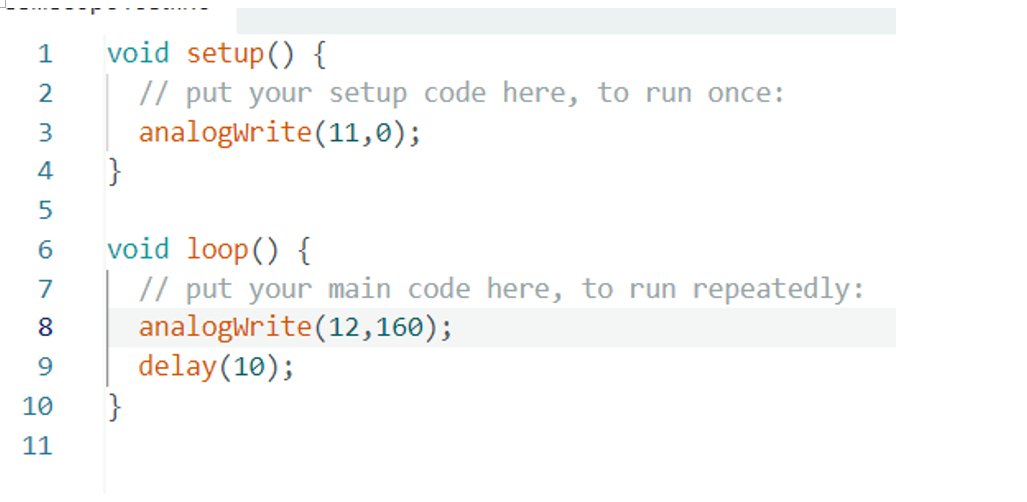 1 void setup() {
2 // put your setup code here, to run once:
3 analogWrite(11,0);
4 }
5
6 void loop() {
7 // put your main code here, to run repeatedly:
8 analogWrite(12,160);
9 delay(10);
10 }
11